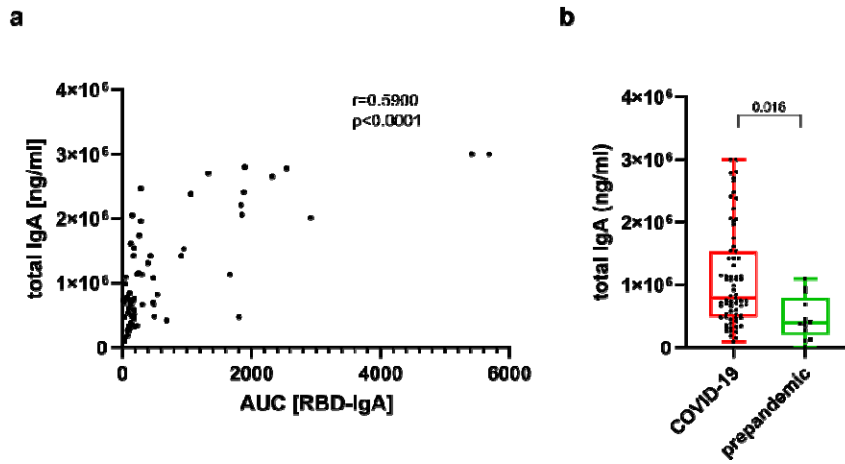 a
total IgA [ng/ml]
4×10⁶
3×10⁶
2×10⁶
1×10⁶
0
r=0.5900
p<0.0001
0
2000
4000
6000
AUC [RBD-IgA]
b
total IgA (ng/ml)
4×10⁶
3×10⁶
2×10⁶
1×10⁶
0
0.016
COVID-19
prepandemic